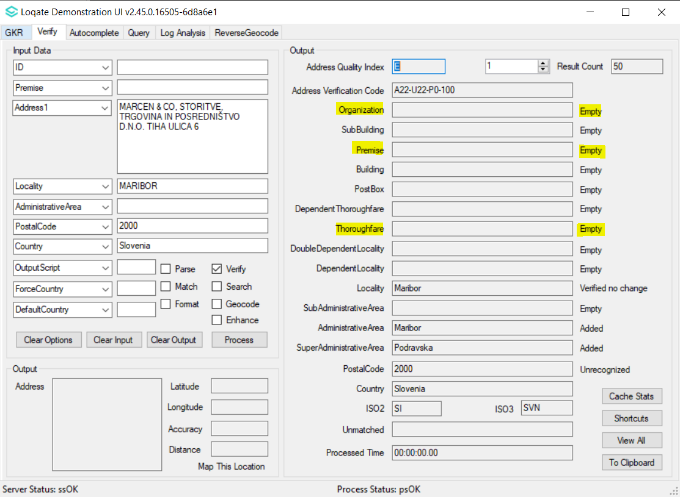 Loqate Demonstration UI v2.45.0.16505-6d8a6e1
GKR Verify Autocomplete Query Log Analysis ReverseGeocode
Input Data
ID
Premise
Address1 MARCEN & CO, STORITVE,
TRGOVINA IN POSREDNIŠTVO
D.N.O. TIHA ULICA 6
Locality MARIBOR
AdministrativeArea
PostalCode 2000
Country Slovenia
OutputScript Parse Verify
ForceCountry Match Search
DefaultCountry Format Geocode
Enhance
Clear Options Clear Input Clear Output Process
Output
Address Latitude
Longitude
Accuracy
Distance
Map This Location
Output
Address Quality Index E 1 Result Count 50
Address Verification Code A22-U22-P0-100
Organization Empty
SubBuilding Empty
Premise Empty
Building Empty
PostBox Empty
DependentThoroughfare Empty
Thoroughfare Empty
DoubleDependentLocality Empty
DependentLocality Empty
Locality Maribor Verified no change
SubAdministrativeArea Empty
AdministrativeArea Maribor Added
SuperAdministrativeArea Podravska Added
PostalCode 2000 Unrecognized
Country Slovenia
ISO2 SI ISO3 SVN
Unmatched
Processed Time 00:00:00.00
Cache Stats
Shortcuts
View All
To Clipboard
Server Status: ssOK Process Status: psOK